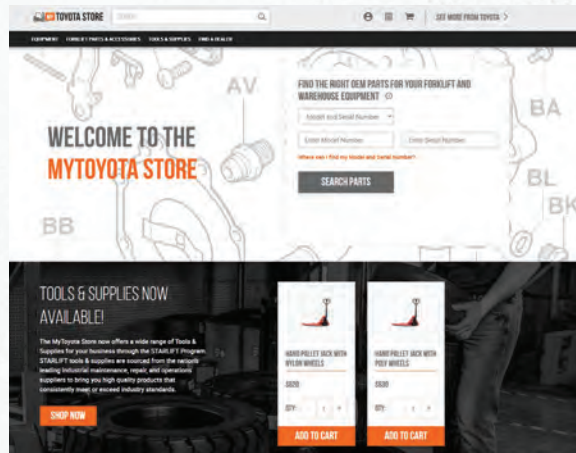 MY TOYOTA STORE
Search
SEE MORE FROM TOYOTA >
EQUIPMENT FORKLIFT PARTS & ACCESSORIES TOOLS & SUPPLIES FIND A DEALER
AV
BA
BB
BL
BK
WELCOME TO THE
MYTOYOTA STORE
FIND THE RIGHT OEM PARTS FOR YOUR FORKLIFT AND
WAREHOUSE EQUIPMENT
Model and Serial Number
Enter Model Number Enter Serial Number
Where can I find my Model and Serial Number?
SEARCH PARTS
TOOLS & SUPPLIES NOW
AVAILABLE!
The MyToyota Store now offers a wide range of Tools &
Supplies for your business through the STARLIFT Program.
STARLIFT tools & supplies are sourced from the nation's
leading industrial maintenance, repair, and operations
suppliers to bring you high quality products that
consistently meet or exceed industry standards.
SHOP NOW
HAND PALLET JACK WITH
NYLON WHEELS
QTY: - 1 +
ADD TO CART
HAND PALLET JACK WITH
POLY WHEELS
QTY: - 1 +
ADD TO CART